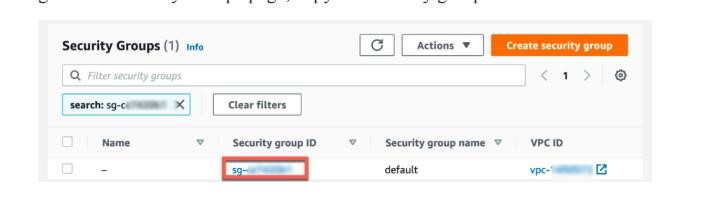 Security Groups (1) Info
Actions
Create security group
Filter security groups
1
search: sg-c
Clear filters
Name
Security group ID
Security group name
VPC ID
–
sg-
default
vpc-